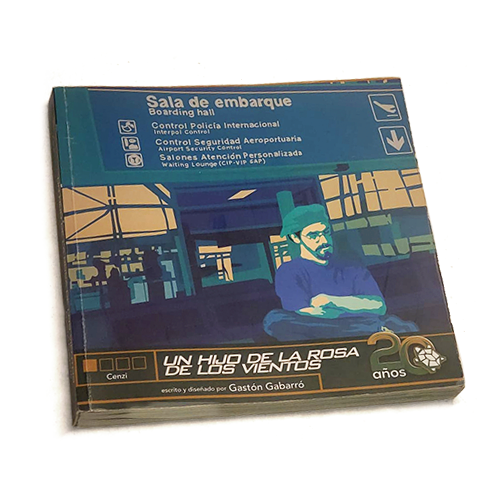 Sala de embarque
Boarding hall
Control Policía Internacional
Interpol Control
Control Seguridad Aeroportuaria
Airport Security Control
Salones Atención Personalizada
Waiting Lounge (CIP-VIP SAP)
Cenzi
UN HIJO DE LA ROSA
DE LOS VIENTOS
escrito y diseñado por Gastón Gabarró
20
años